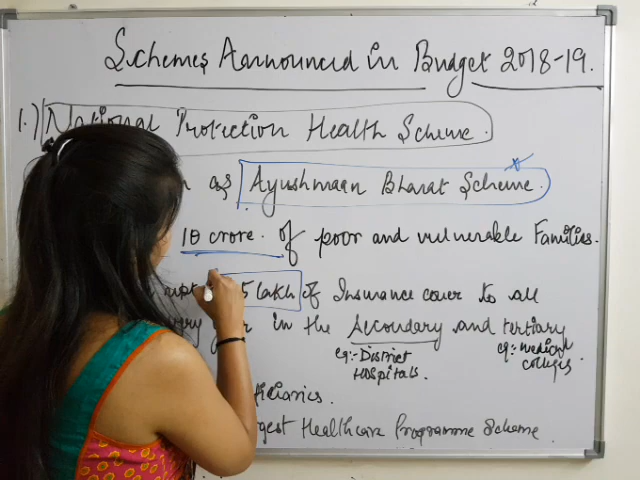 Schemes Announced in Budget 2018-19.
1.) National Protection Health Scheme.
as Ayushmaan Bharat Scheme.
10 crore. of poor and vulnerable Families.
5 lakh of Insurance cover to all
in the Secondary and tertiary
eg:- District Hospitals.
eg:- medical colleges
Healthcare Programme Scheme.